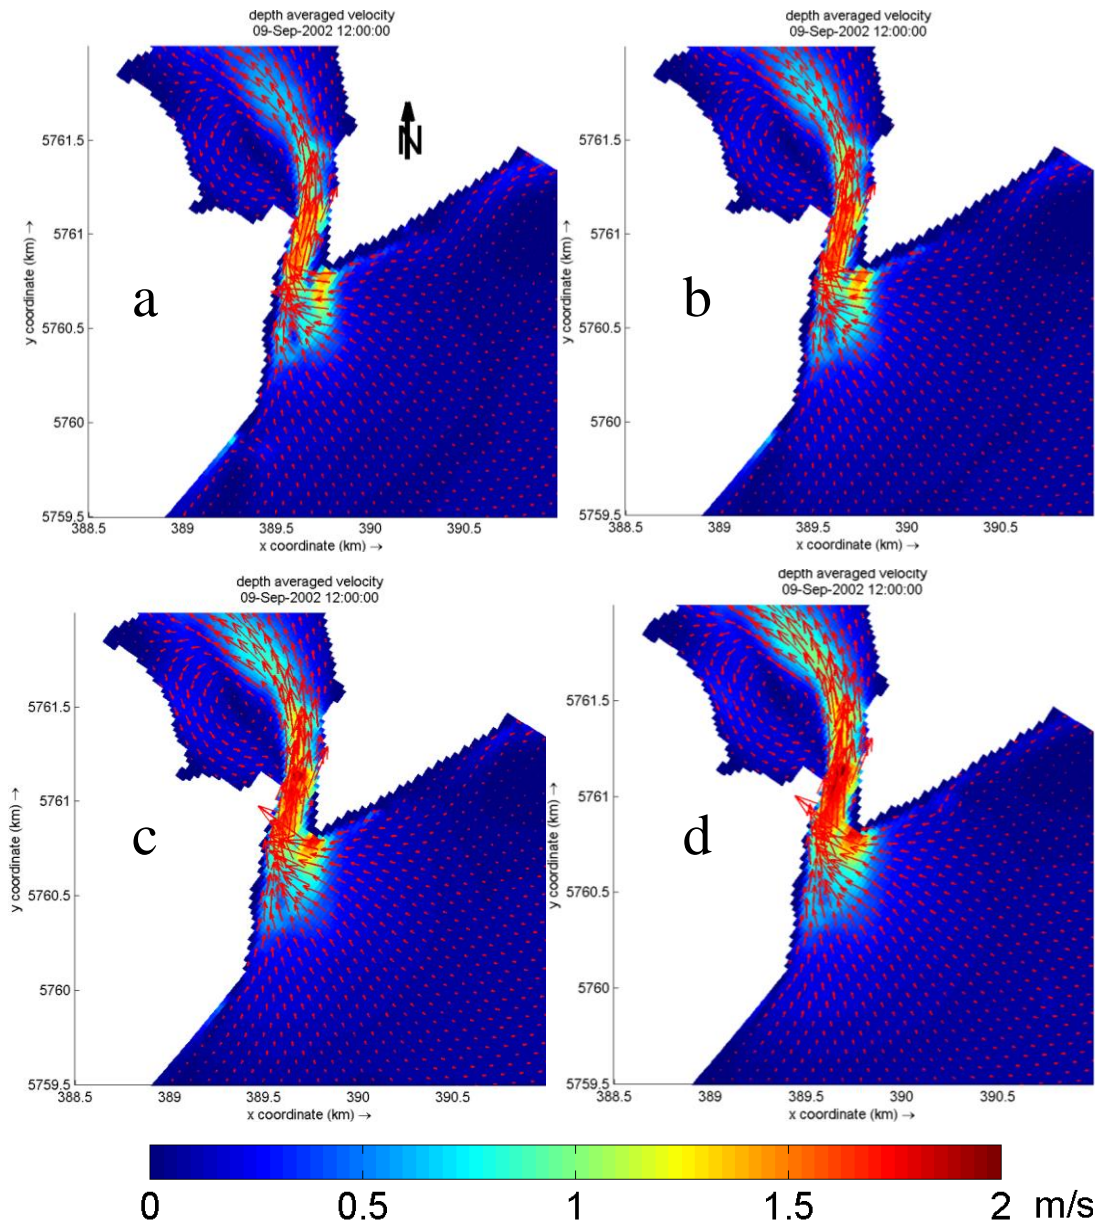 depth averaged velocity
09-Sep-2002 12:00:00
N
a
5761.5
5761
5760.5
5760
5759.5
y coordinate (km) →
388.5 389 389.5 390 390.5
x coordinate (km) →
depth averaged velocity
09-Sep-2002 12:00:00
b
5761.5
5761
5760.5
5760
5759.5
y coordinate (km) →
388.5 389 389.5 390 390.5
x coordinate (km) →
depth averaged velocity
09-Sep-2002 12:00:00
c
5761.5
5761
5760.5
5760
5759.5
y coordinate (km) →
388.5 389 389.5 390 390.5
x coordinate (km) →
depth averaged velocity
09-Sep-2002 12:00:00
d
5761.5
5761
5760.5
5760
5759.5
y coordinate (km) →
388.5 389 389.5 390 390.5
x coordinate (km) →
0 0.5 1 1.5 2 m/s